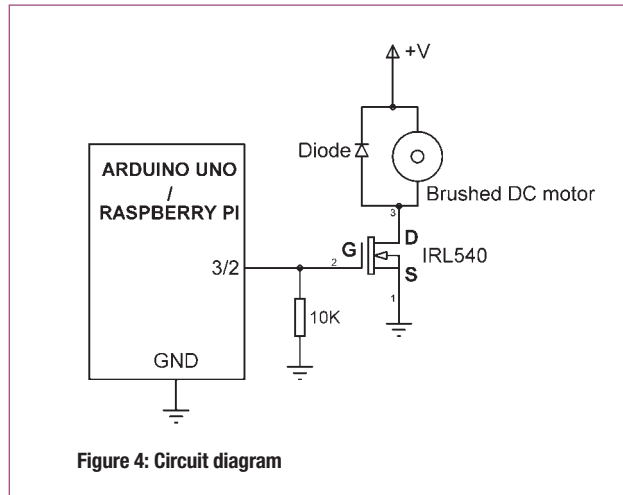 +V
Diode
Brushed DC motor
ARDUINO UNO
/
RASPBERRY PI
3
D
G
IRL540
3/2
2
S
1
10K
GND
Figure 4: Circuit diagram